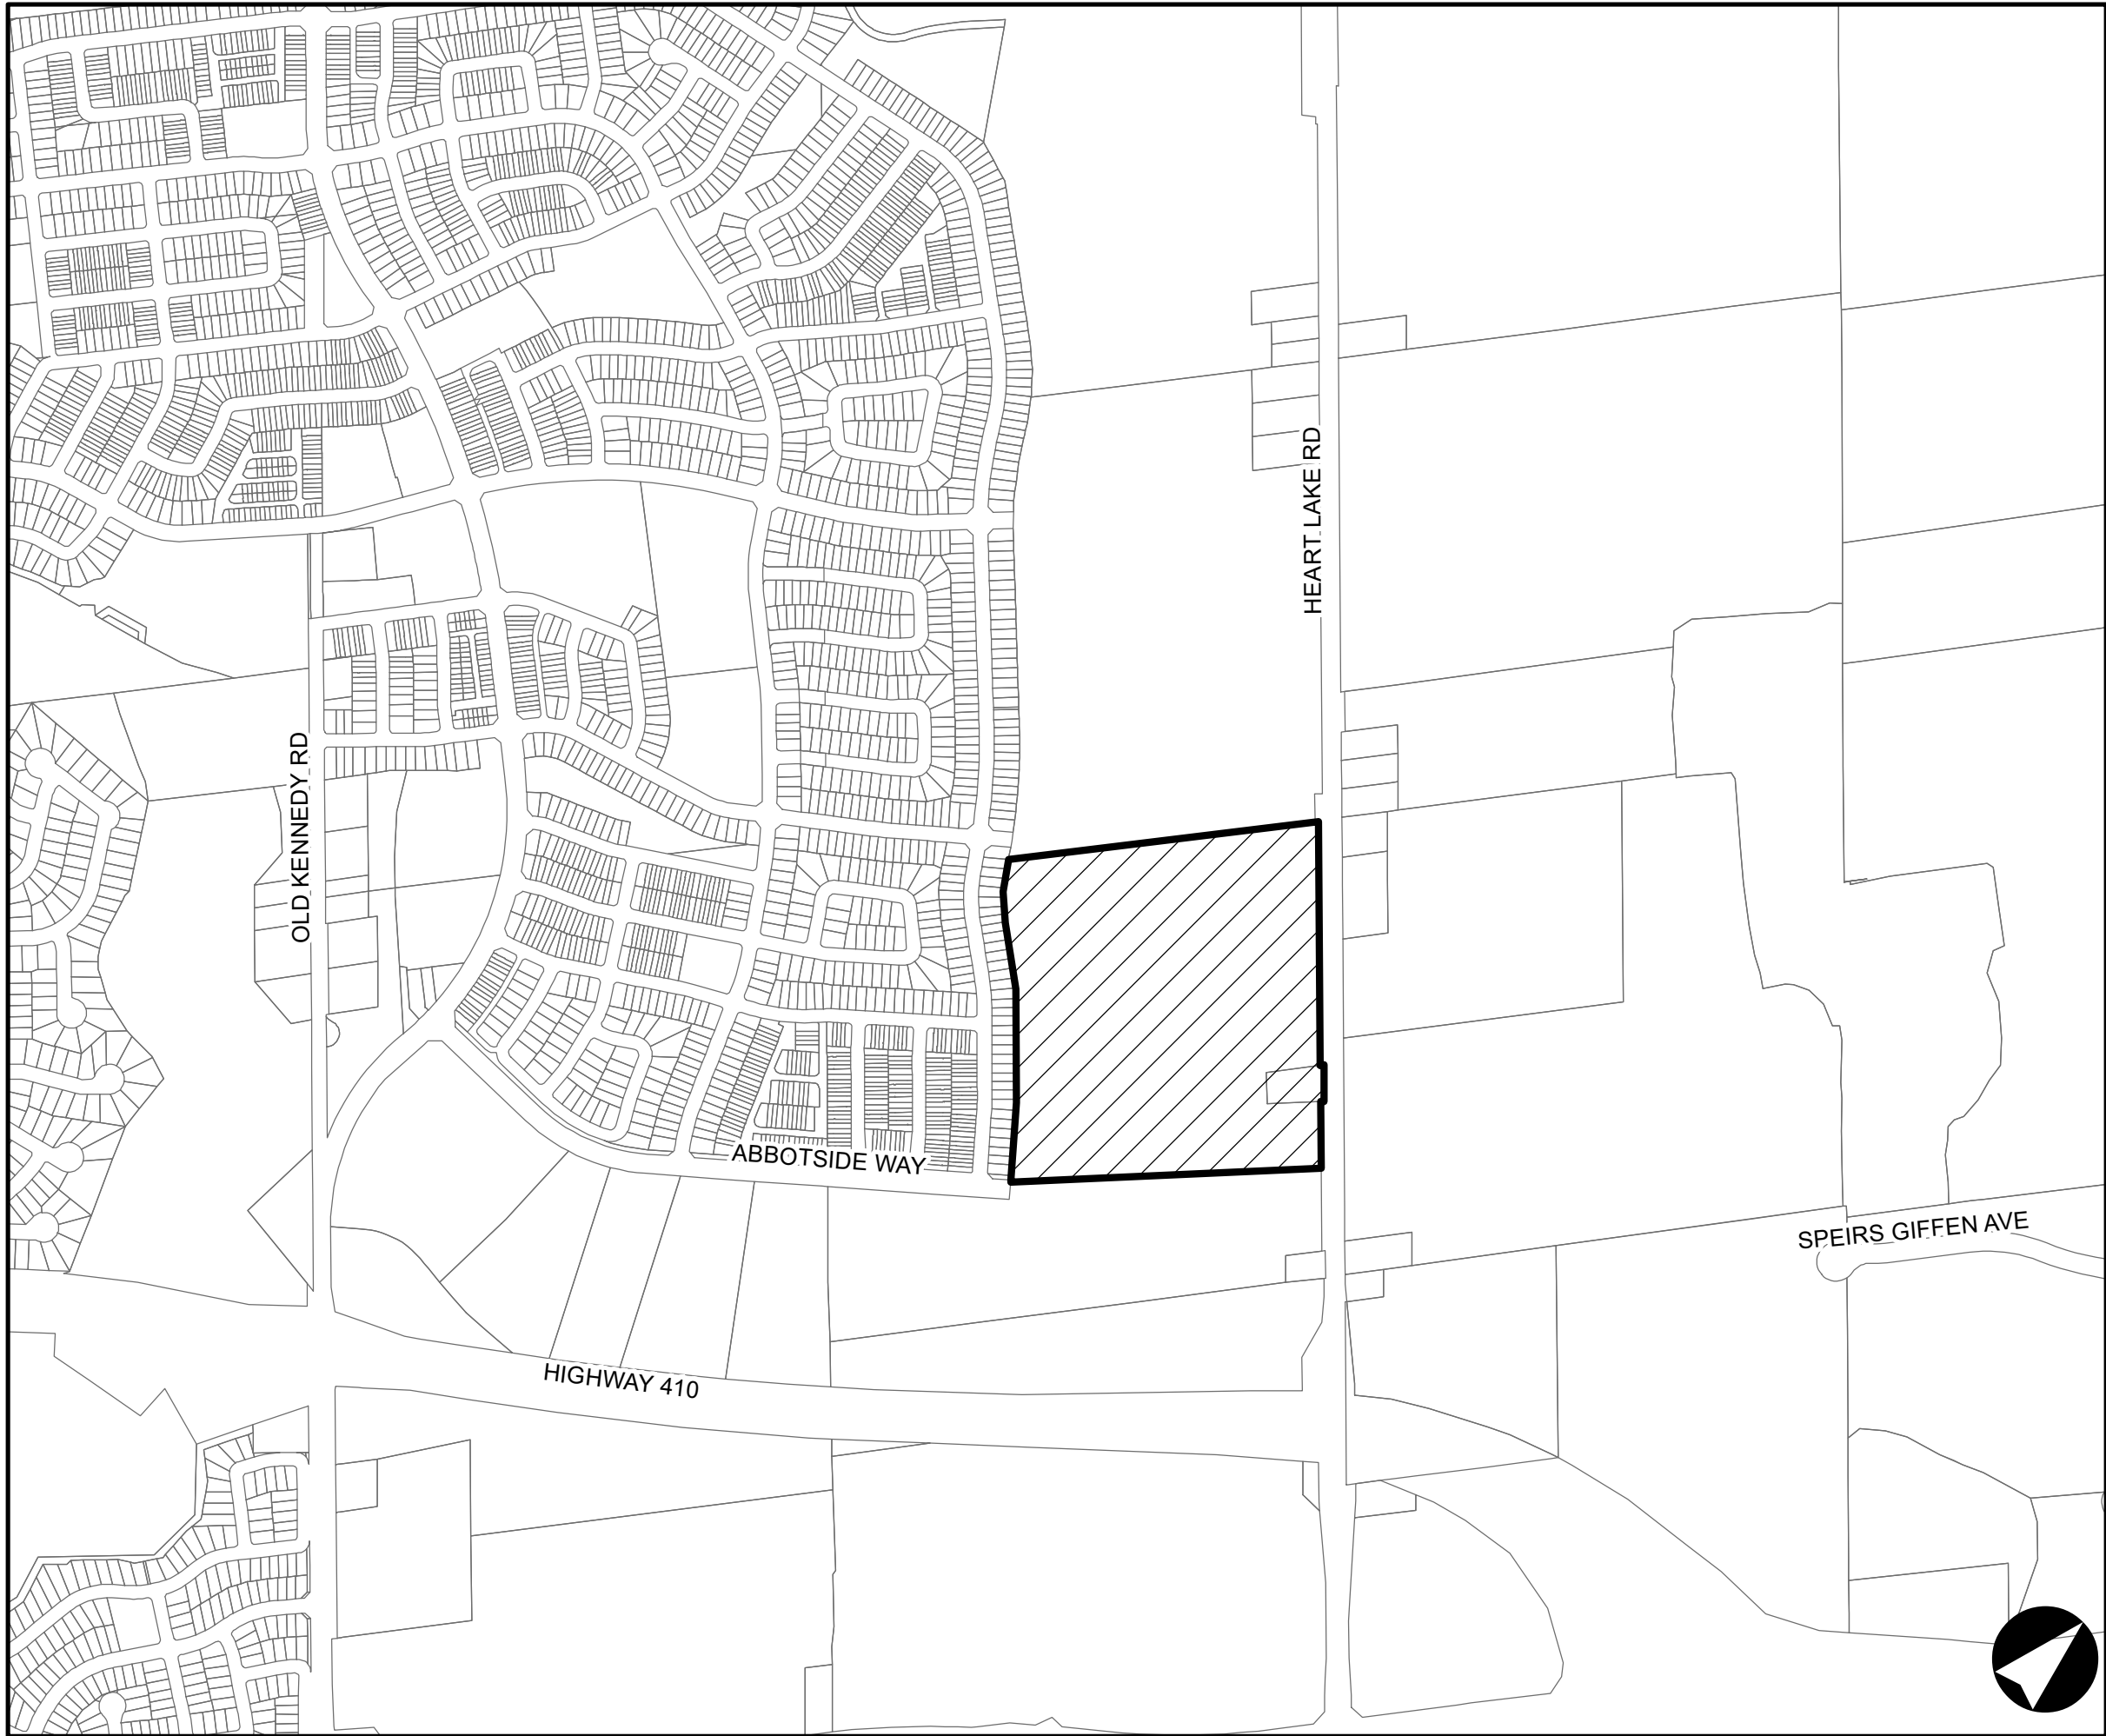 HEART LAKE RD
OLD KENNEDY RD
ABBOTSIDE WAY
SPEIRS GIFFEN AVE
HIGHWAY 410